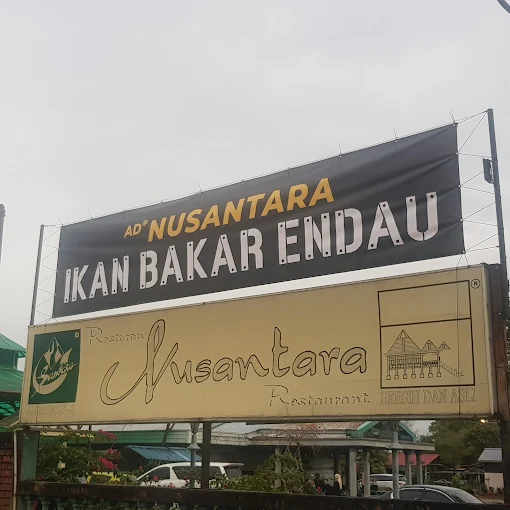 AD® NUSANTARA
IKAN BAKAR ENDAU
Restoran
Nusantara
Restaurant
®
BERSIH DAN ASLI